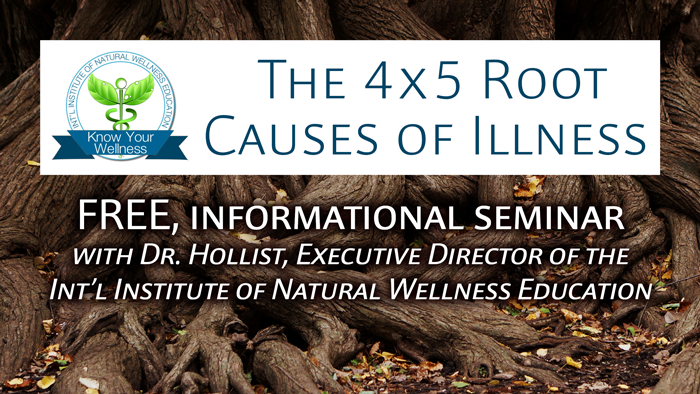 INT'L INSTITUTE OF NATURAL WELLNESS EDUCATION
Know Your
Wellness
THE 4x5 ROOT
CAUSES OF ILLNESS
FREE, INFORMATIONAL SEMINAR
WITH DR. HOLLIST, EXECUTIVE DIRECTOR OF THE
INT'L INSTITUTE OF NATURAL WELLNESS EDUCATION